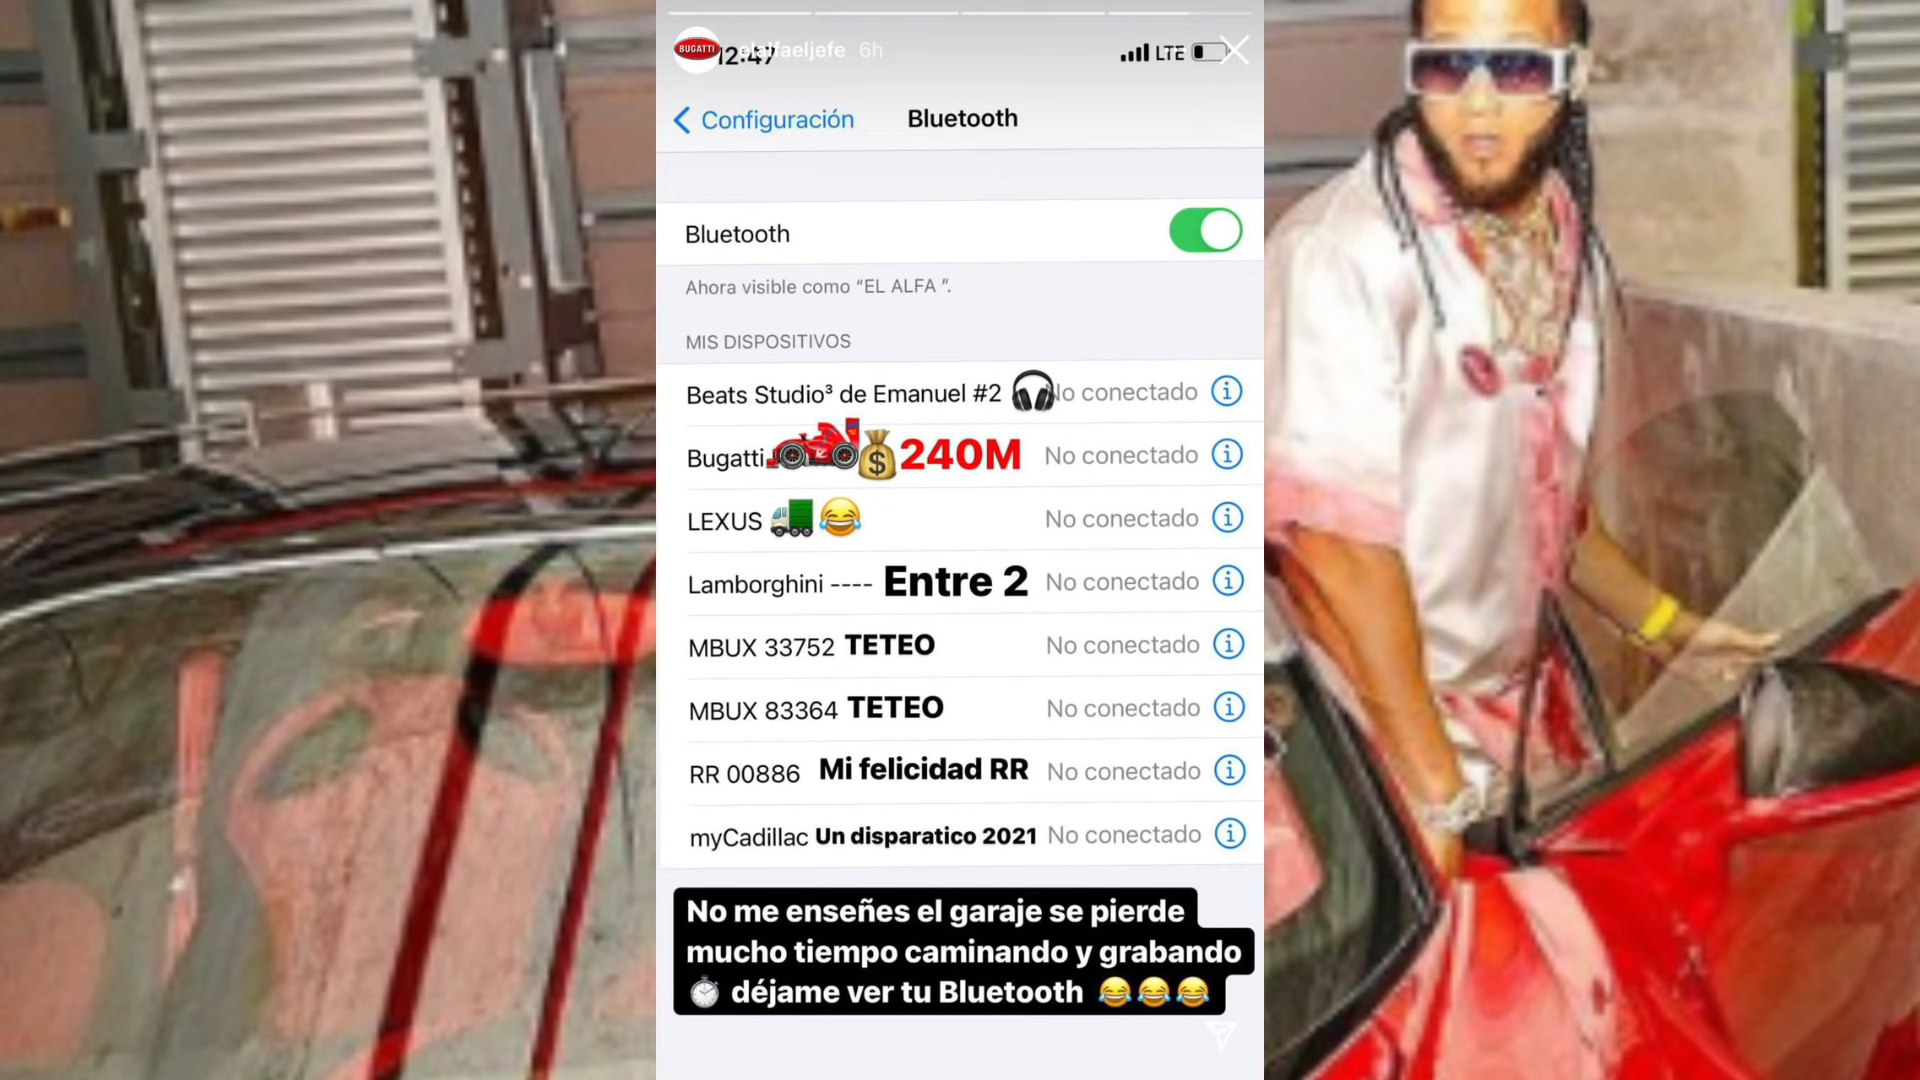 BUGATTI
12:47
elalfaeljefe 6h
LTE
Configuración
Bluetooth
Bluetooth
Ahora visible como “EL ALFA ”.
MIS DISPOSITIVOS
Beats Studio³ de Emanuel #2 No conectado
Bugatti 240M No conectado
LEXUS No conectado
Lamborghini ---- Entre 2 No conectado
MBUX 33752 TETEO No conectado
MBUX 83364 TETEO No conectado
RR 00886 Mi felicidad RR No conectado
myCadillac Un disparatico 2021 No conectado
No me enseñes el garaje se pierde
mucho tiempo caminando y grabando
⏱ déjame ver tu Bluetooth 😂😂😂